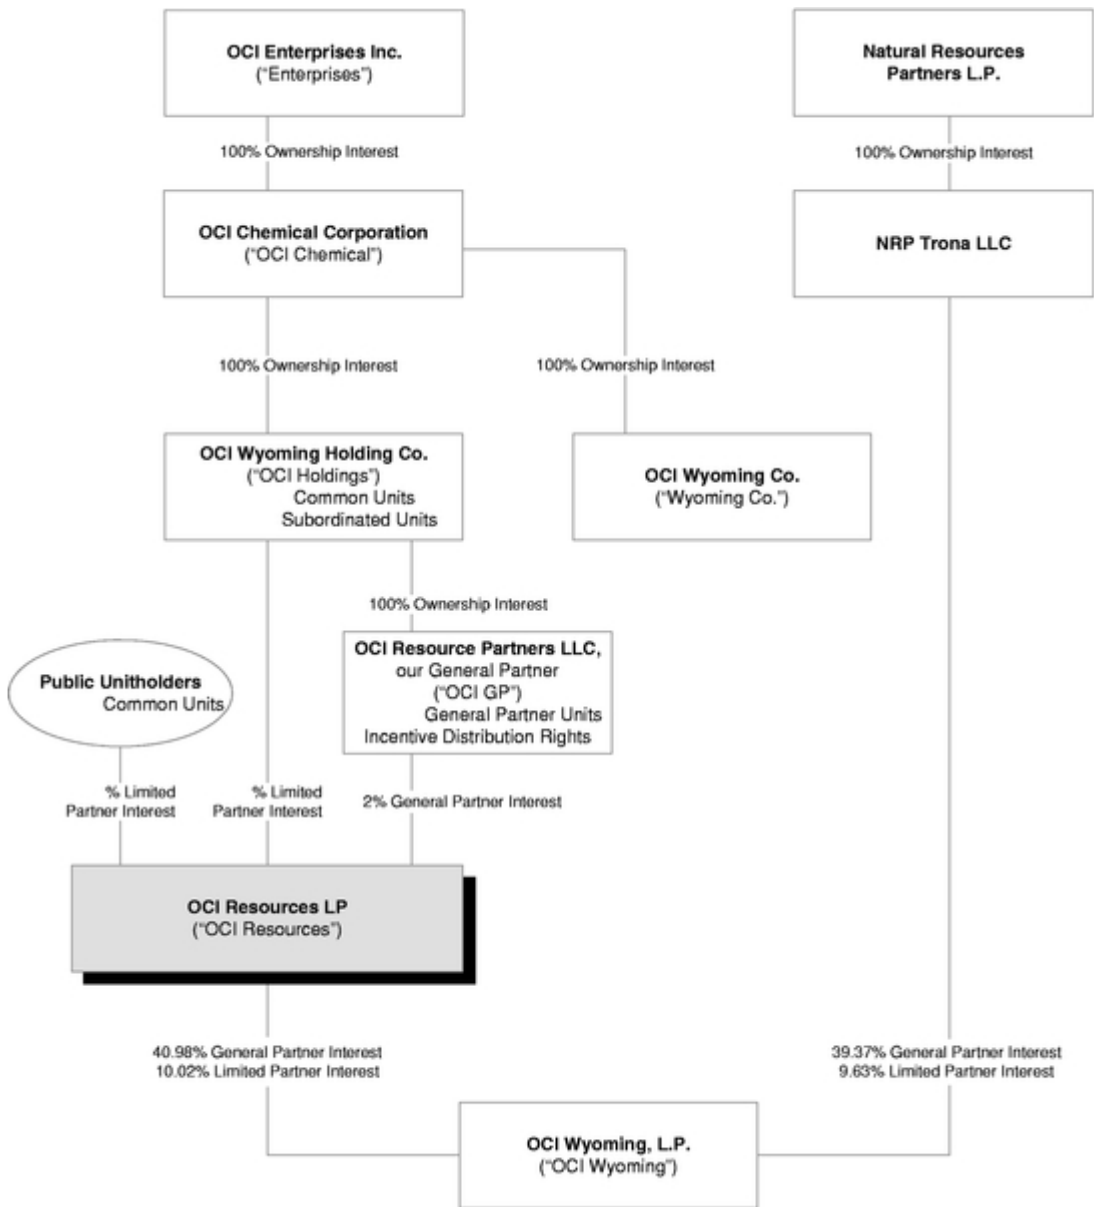 OCI Enterprises Inc.
("Enterprises")
Natural Resources
Partners L.P.
100% Ownership Interest
100% Ownership Interest
OCI Chemical Corporation
("OCI Chemical")
NRP Trona LLC
100% Ownership Interest
100% Ownership Interest
OCI Wyoming Holding Co.
("OCI Holdings")
Common Units
Subordinated Units
OCI Wyoming Co.
("Wyoming Co.")
100% Ownership Interest
Public Unitholders
Common Units
OCI Resource Partners LLC,
our General Partner
("OCI GP")
General Partner Units
Incentive Distribution Rights
% Limited
Partner Interest
% Limited
Partner Interest
2% General Partner Interest
OCI Resources LP
("OCI Resources")
40.98% General Partner Interest
10.02% Limited Partner Interest
39.37% General Partner Interest
9.63% Limited Partner Interest
OCI Wyoming, L.P.
("OCI Wyoming")